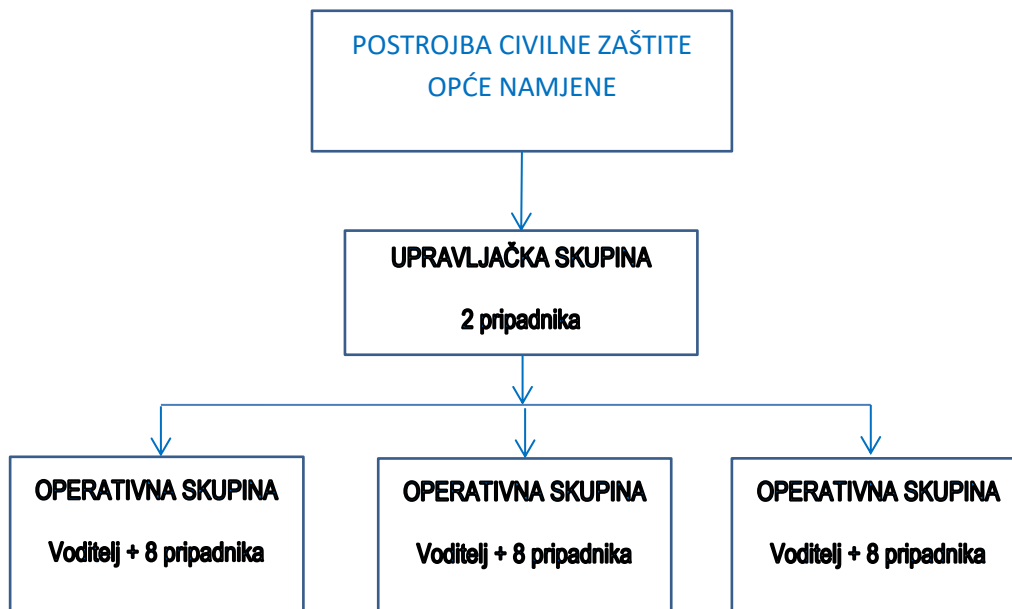 POSTROJBA CIVILNE ZAŠTITE
OPĆE NAMJENE
UPRAVLJAČKA SKUPINA
2 pripadnika
OPERATIVNA SKUPINA
Voditelj + 8 pripadnika
OPERATIVNA SKUPINA
Voditelj + 8 pripadnika
OPERATIVNA SKUPINA
Voditelj + 8 pripadnika